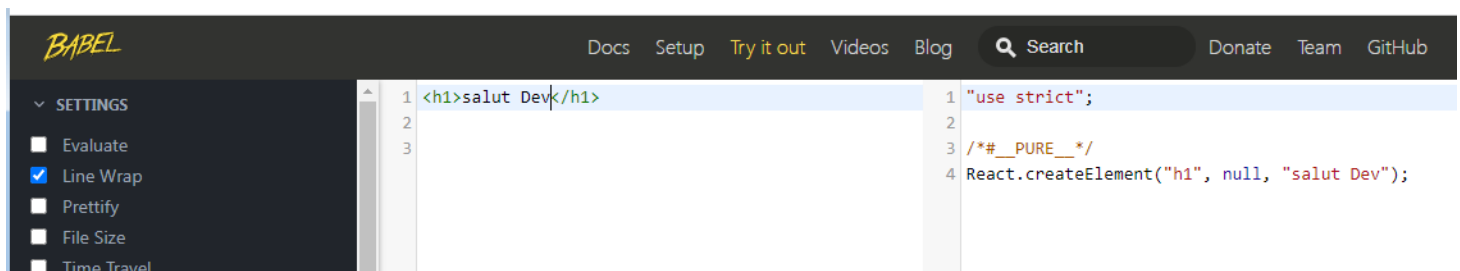 BABEL Docs Setup Try it out Videos Blog Search Donate Team GitHub
SETTINGS
Evaluate
Line Wrap
Prettify
File Size
Time Travel
1 <h1>salut Dev</h1>
2
3
1 "use strict";
2
3 /*#__PURE__*/
4 React.createElement("h1", null, "salut Dev");